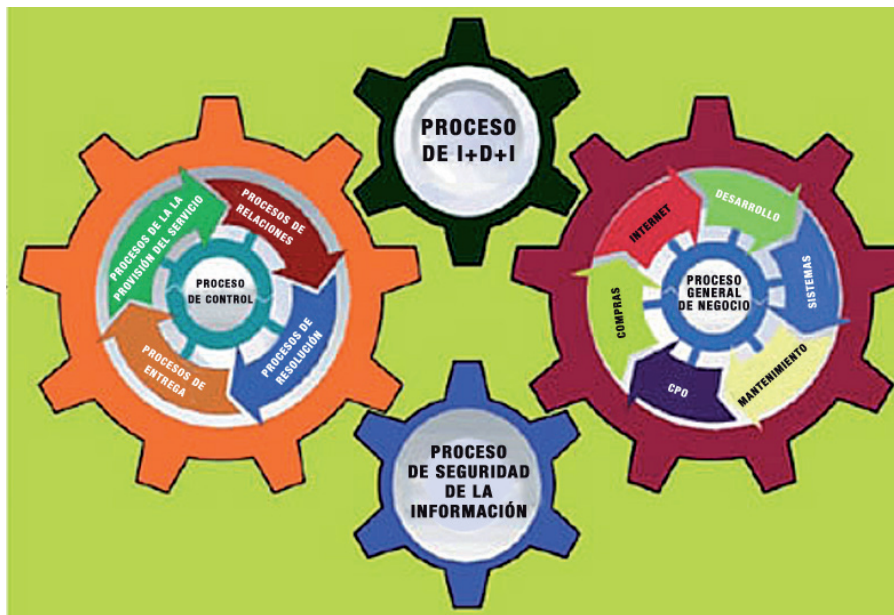 PROCESO
DE I+D+I
PROCESOS DE LA LA
PROVISIÓN DEL SERVICIO
PROCESOS DE
RELACIONES
PROCESO
DE CONTROL
PROCESOS DE
RESOLUCIÓN
PROCESOS DE
ENTREGA
INTERNET
DESARROLLO
SISTEMAS
PROCESO
GENERAL
DE NEGOCIO
COMPRAS
MANTENIMIENTO
CPO
PROCESO
DE SEGURIDAD
DE LA
INFORMACIÓN